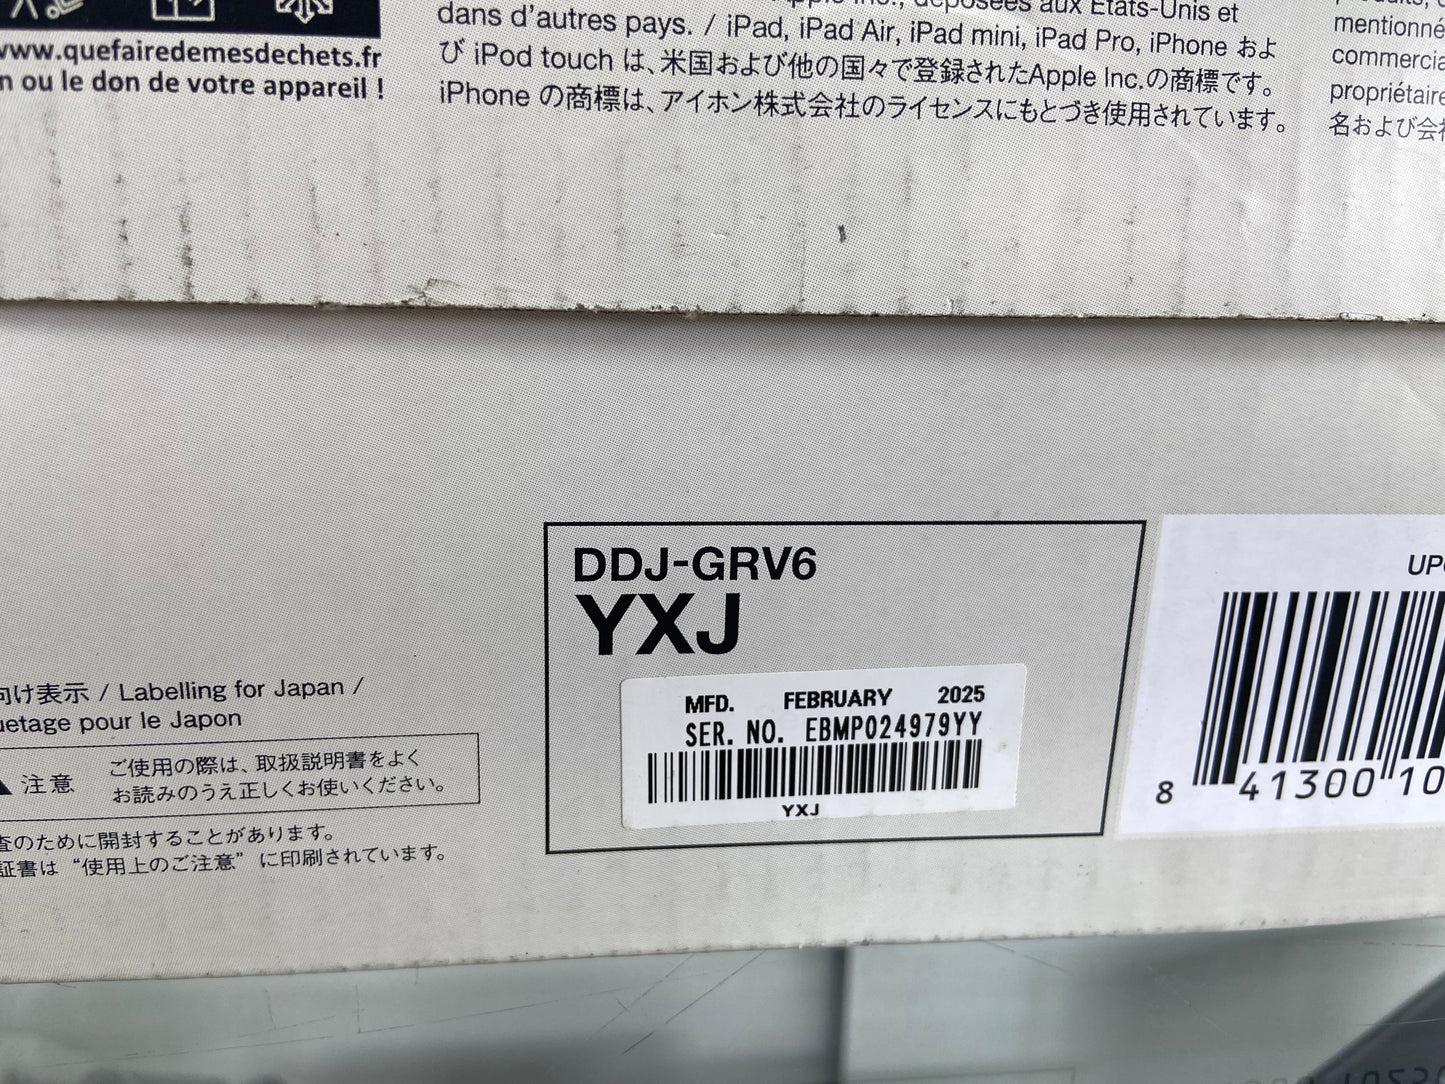 www.quefairedemesdechets.fr
n ou le don de votre appareil !
Apple Inc., déposées aux États-Unis et
dans d'autres pays. / iPad, iPad Air, iPad mini, iPad Pro, iPhone およ
び iPod touch は、米国および他の国々で登録されたApple Inc.の商標です。
iPhone の商標は、アイホン株式会社のライセンスにもとづき使用されています。
mentionné
commercia
propriétaire
名および会社
DDJ-GRV6
YXJ
MFD. FEBRUARY 2025
SER. NO. EBMP024979YY
YXJ
UPC
8 41300 10
向け表示 / Labelling for Japan /
uetage pour le Japon
注意
ご使用の際は、取扱説明書をよく
お読みのうえ正しくお使いください。
査のために開封することがあります。
証書は“使用上のご注意”に印刷されています。